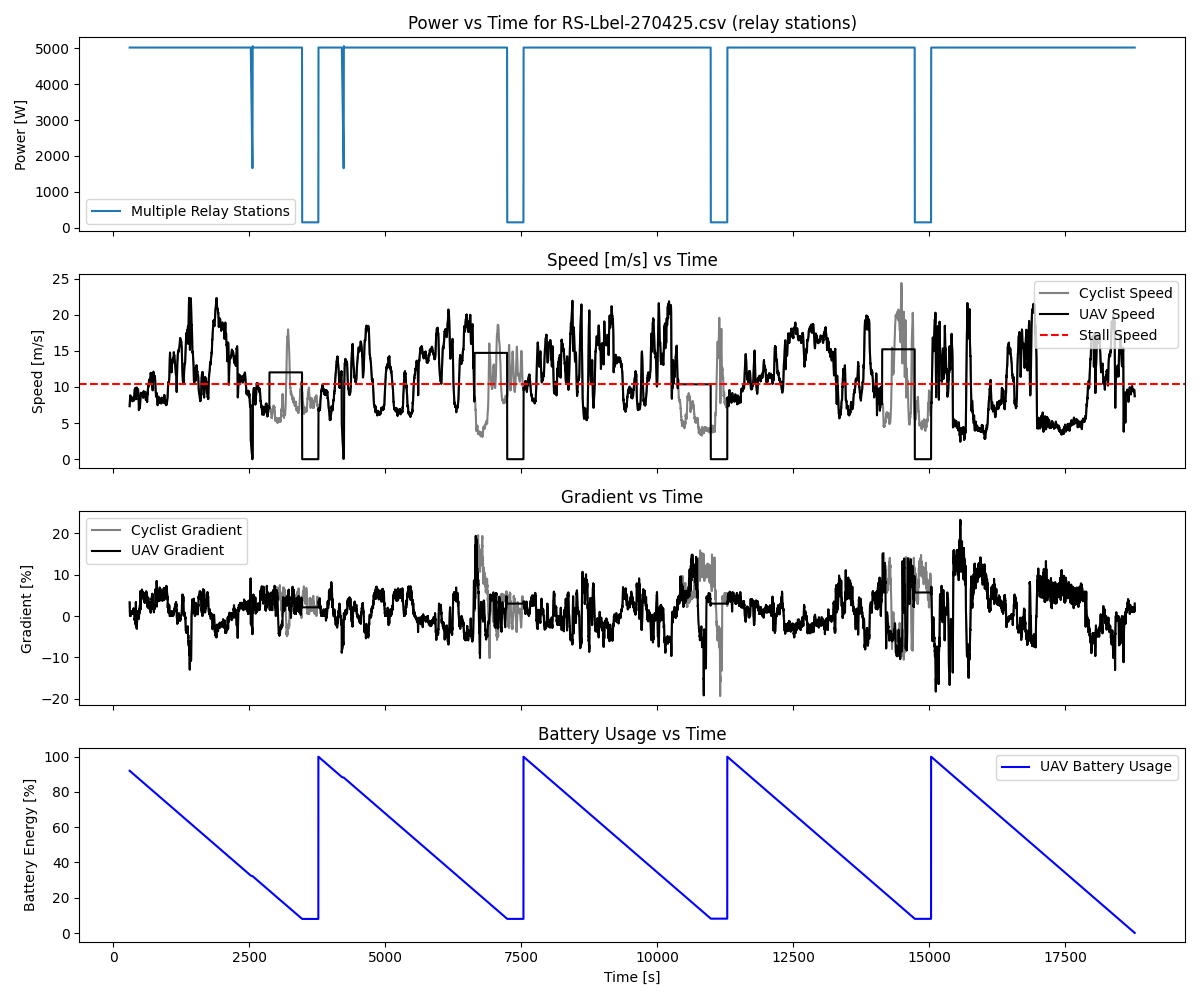 Power vs Time for RS-Lbel-270425.csv (relay stations)
5000
4000
3000
2000
1000
0
Power [W]
Multiple Relay Stations
Speed [m/s] vs Time
25
20
15
10
5
0
Speed [m/s]
Cyclist Speed
UAV Speed
Stall Speed
Gradient vs Time
20
10
0
−10
−20
Gradient [%]
Cyclist Gradient
UAV Gradient
Battery Usage vs Time
100
80
60
40
20
0
Battery Energy [%]
UAV Battery Usage
0 2500 5000 7500 10000 12500 15000 17500
Time [s]